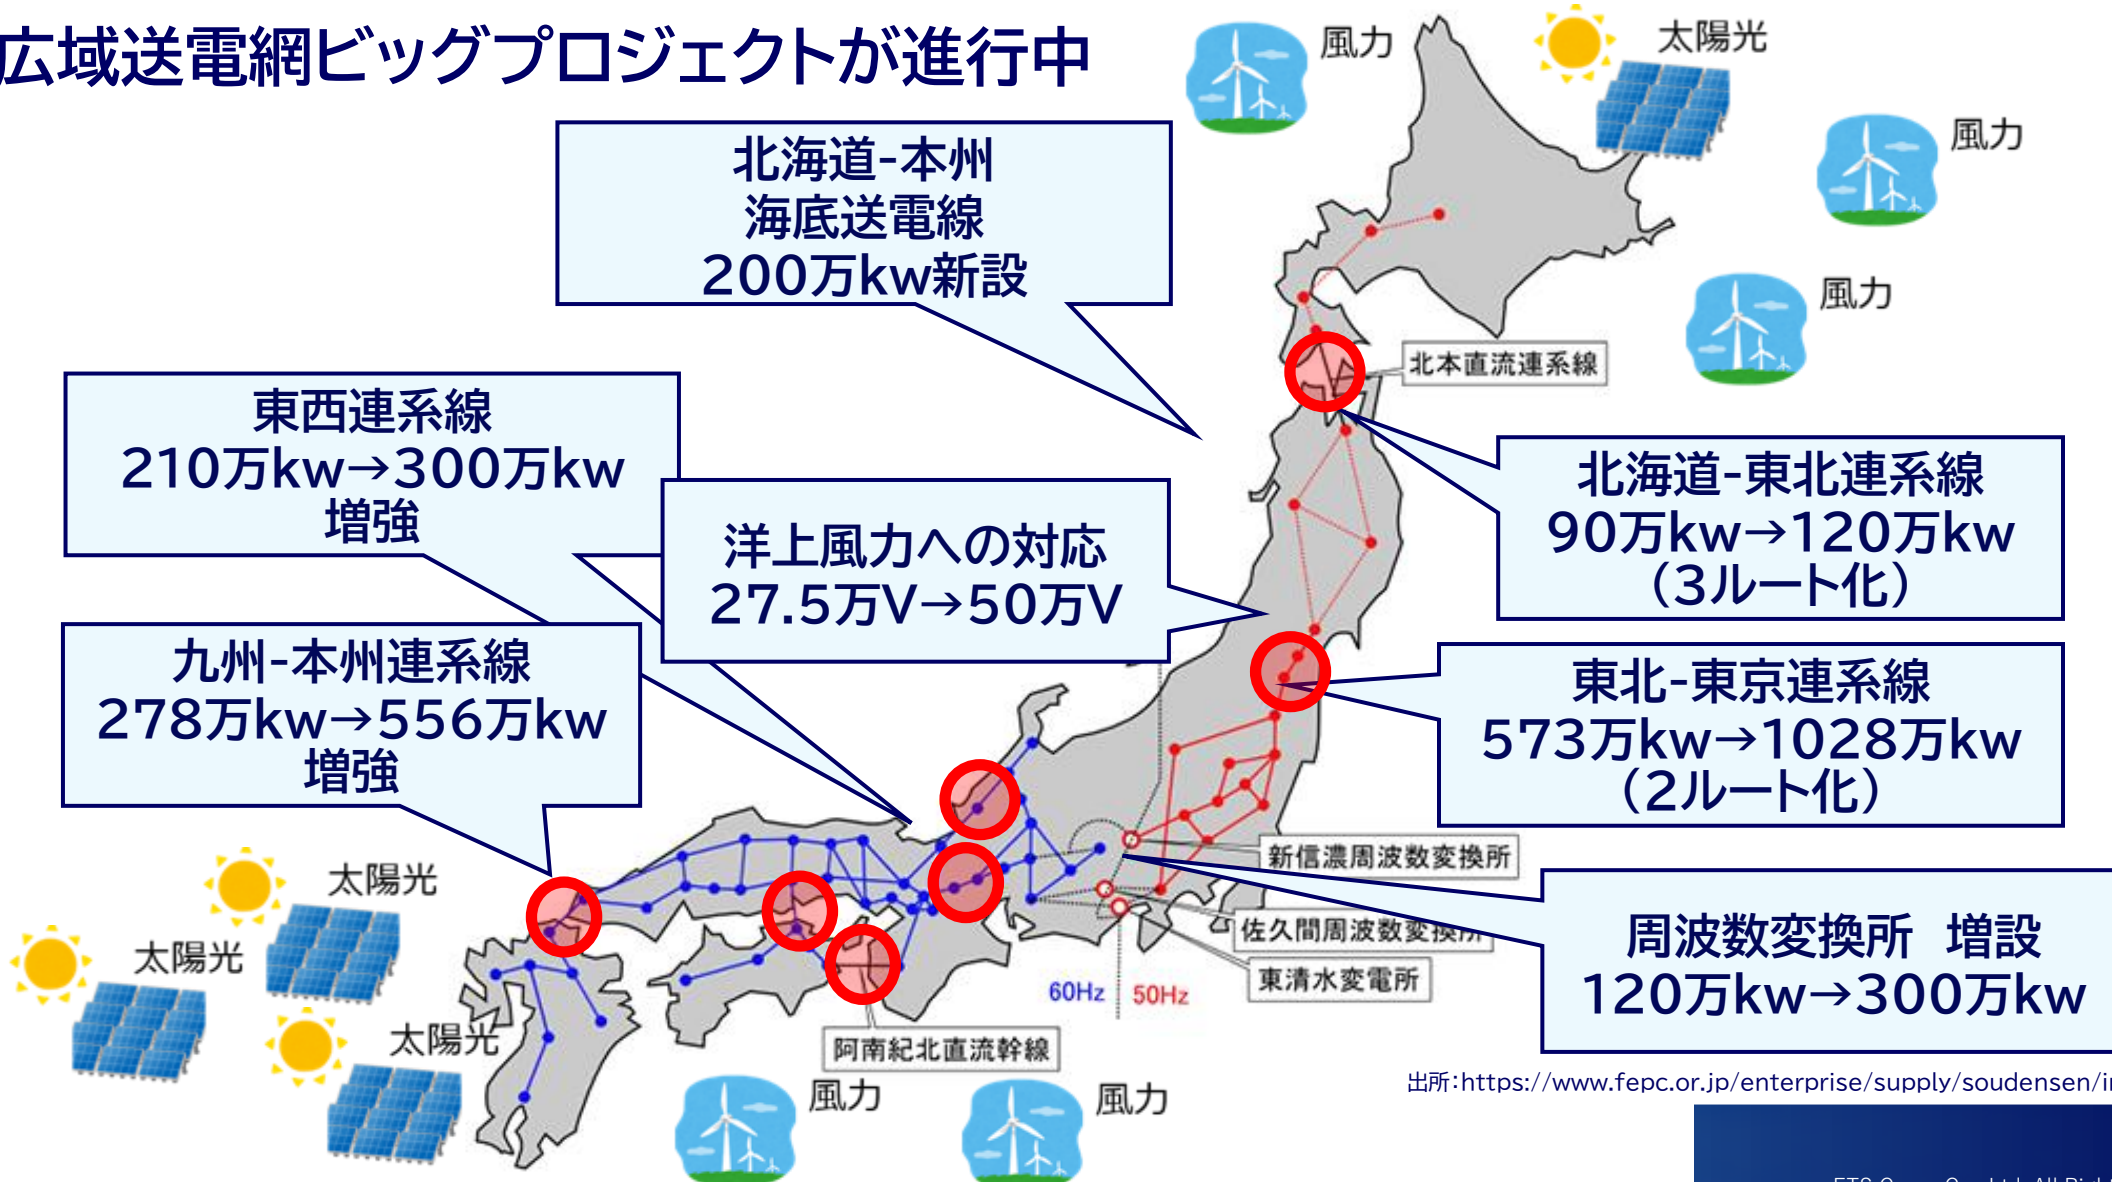 広域送電網ビッグプロジェクトが進行中
風力
太陽光
風力
風力
北海道-本州
海底送電線
200万kw新設
北本直流連系線
東西連系線
210万kw→300万kw
増強
洋上風力への対応
27.5万V→50万V
北海道-東北連系線
90万kw→120万kw
（3ルート化）
九州-本州連系線
278万kw→556万kw
増強
東北-東京連系線
573万kw→1028万kw
（2ルート化）
新信濃周波数変換所
佐久間周波数変換所
東清水変電所
60Hz
50Hz
周波数変換所　増設
120万kw→300万kw
太陽光
太陽光
太陽光
阿南紀北直流幹線
風力
風力
出所：https://www.fepc.or.jp/enterprise/supply/soudensen/